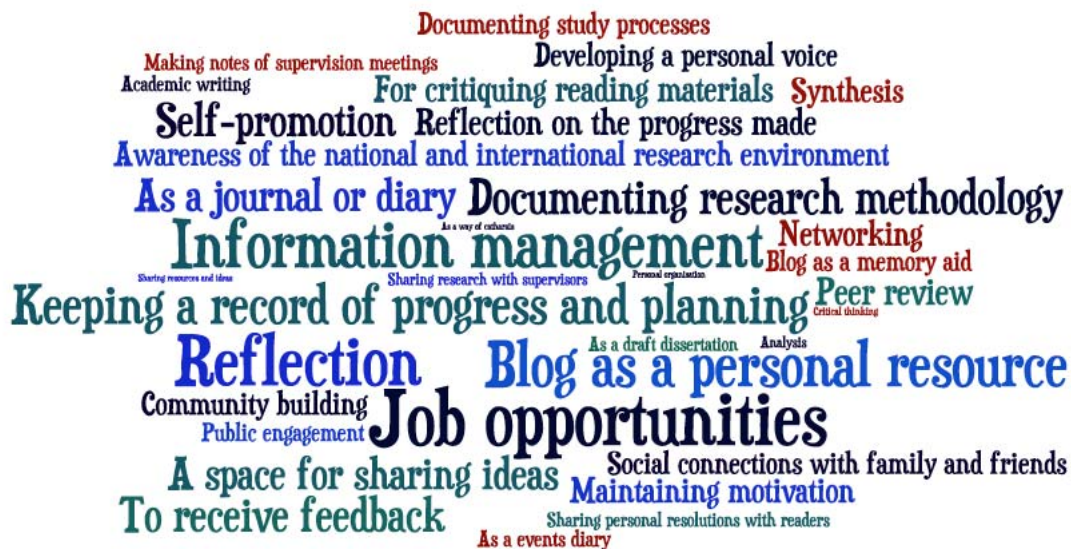 Documenting study processes
Developing a personal voice
Making notes of supervision meetings
Academic writing
For critiquing reading materials
Synthesis
Self-promotion
Reflection on the progress made
Awareness of the national and international research environment
As a journal or diary
Documenting research methodology
As a way of catharsis
Information management
Networking
Blog as a memory aid
Sharing resources and ideas
Sharing research with supervisors
Personal organisation
Keeping a record of progress and planning
Peer review
Critical thinking
As a draft dissertation
Analysis
Reflection
Blog as a personal resource
Community building
Job opportunities
Public engagement
A space for sharing ideas
Social connections with family and friends
Maintaining motivation
To receive feedback
Sharing personal resolutions with readers
As a events diary